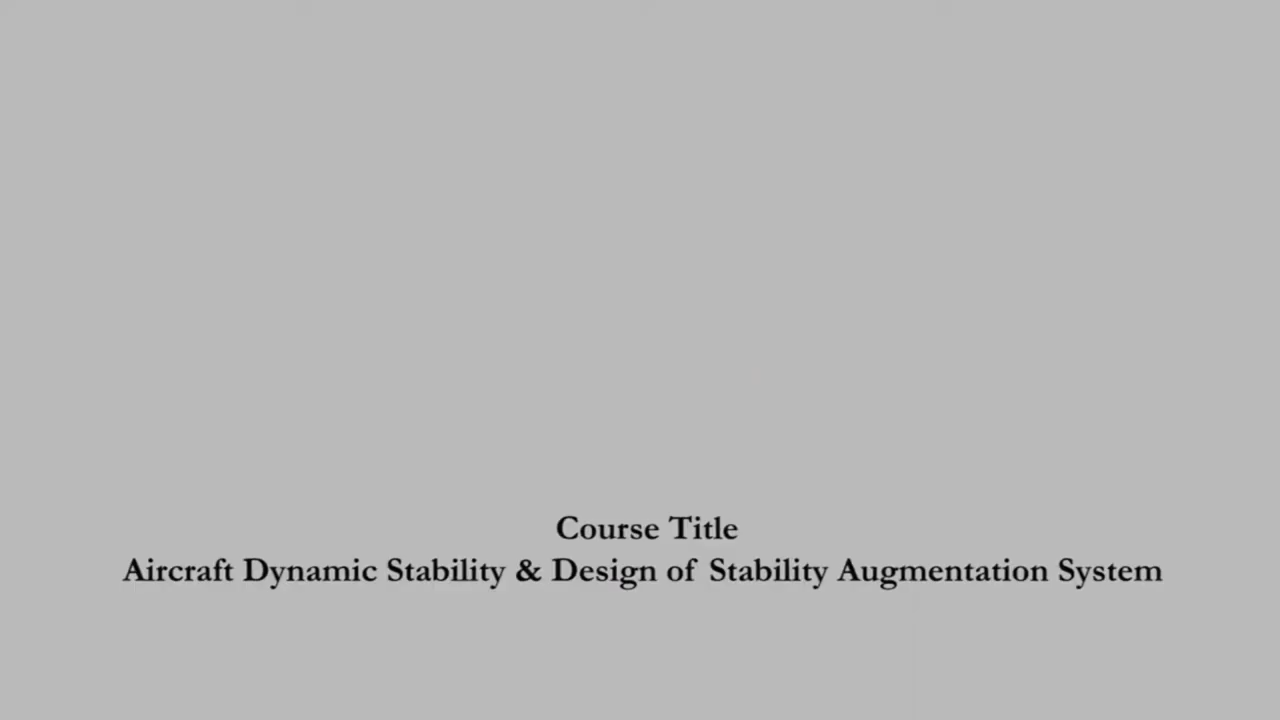 Course Title
Aircraft Dynamic Stability & Design of Stability Augmentation System